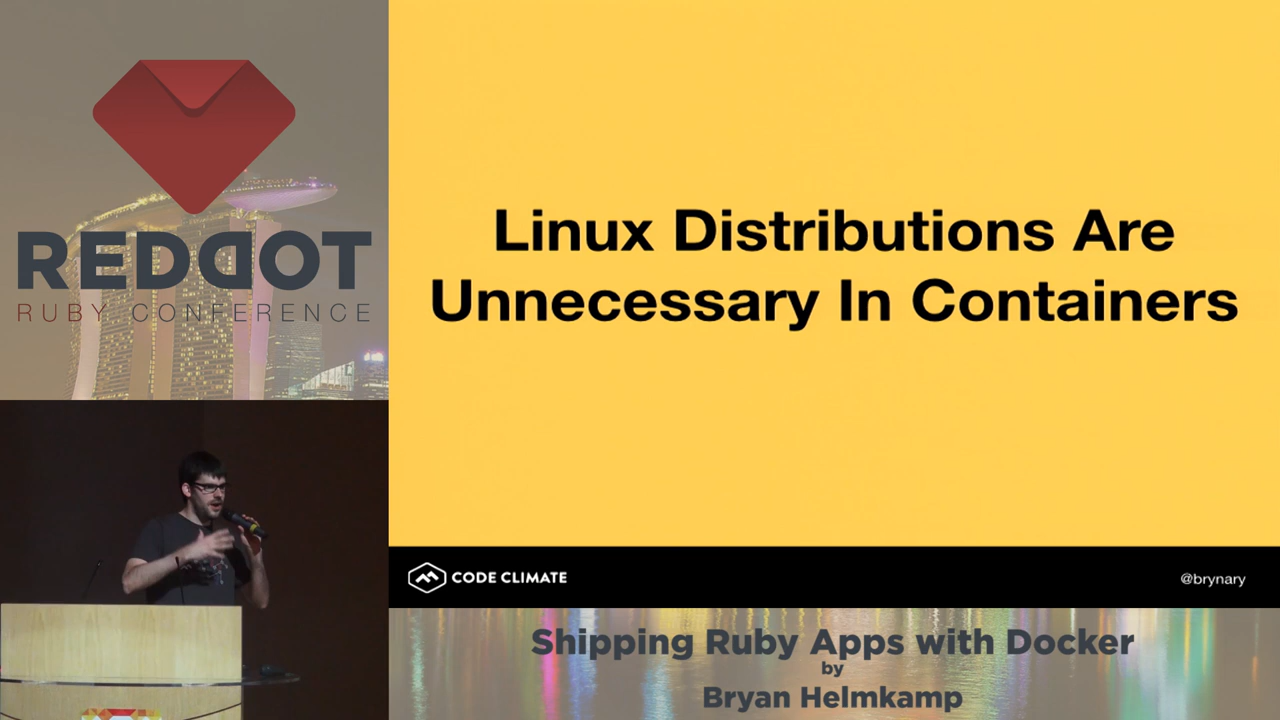 REDDOT
RUBY CONFERENCE
Linux Distributions Are
Unnecessary In Containers
CODE CLIMATE
@brynary
Shipping Ruby Apps with Docker
by
Bryan Helmkamp